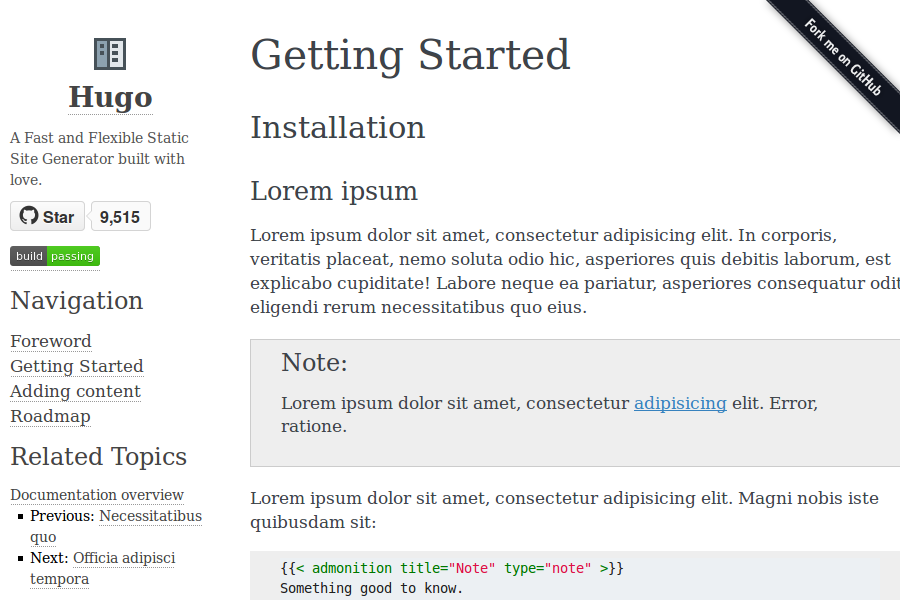 Hugo
A Fast and Flexible Static
Site Generator built with
love.
Star 9,515
build passing
Navigation
Foreword
Getting Started
Adding content
Roadmap
Related Topics
Documentation overview
Previous: Necessitatibus
quo
Next: Officia adipisci
tempora
Getting Started
Installation
Lorem ipsum
Lorem ipsum dolor sit amet, consectetur adipisicing elit. In corporis,
veritatis placeat, nemo soluta odio hic, asperiores quis debitis laborum, est
explicabo cupiditate! Labore neque ea pariatur, asperiores consequatur odit
eligendi rerum necessitatibus quo eius.
Note:
Lorem ipsum dolor sit amet, consectetur adipisicing elit. Error,
ratione.
Lorem ipsum dolor sit amet, consectetur adipisicing elit. Magni nobis iste
quibusdam sit:
{{< admonition title="Note" type="note" >}}
Something good to know.
Fork me on GitHub